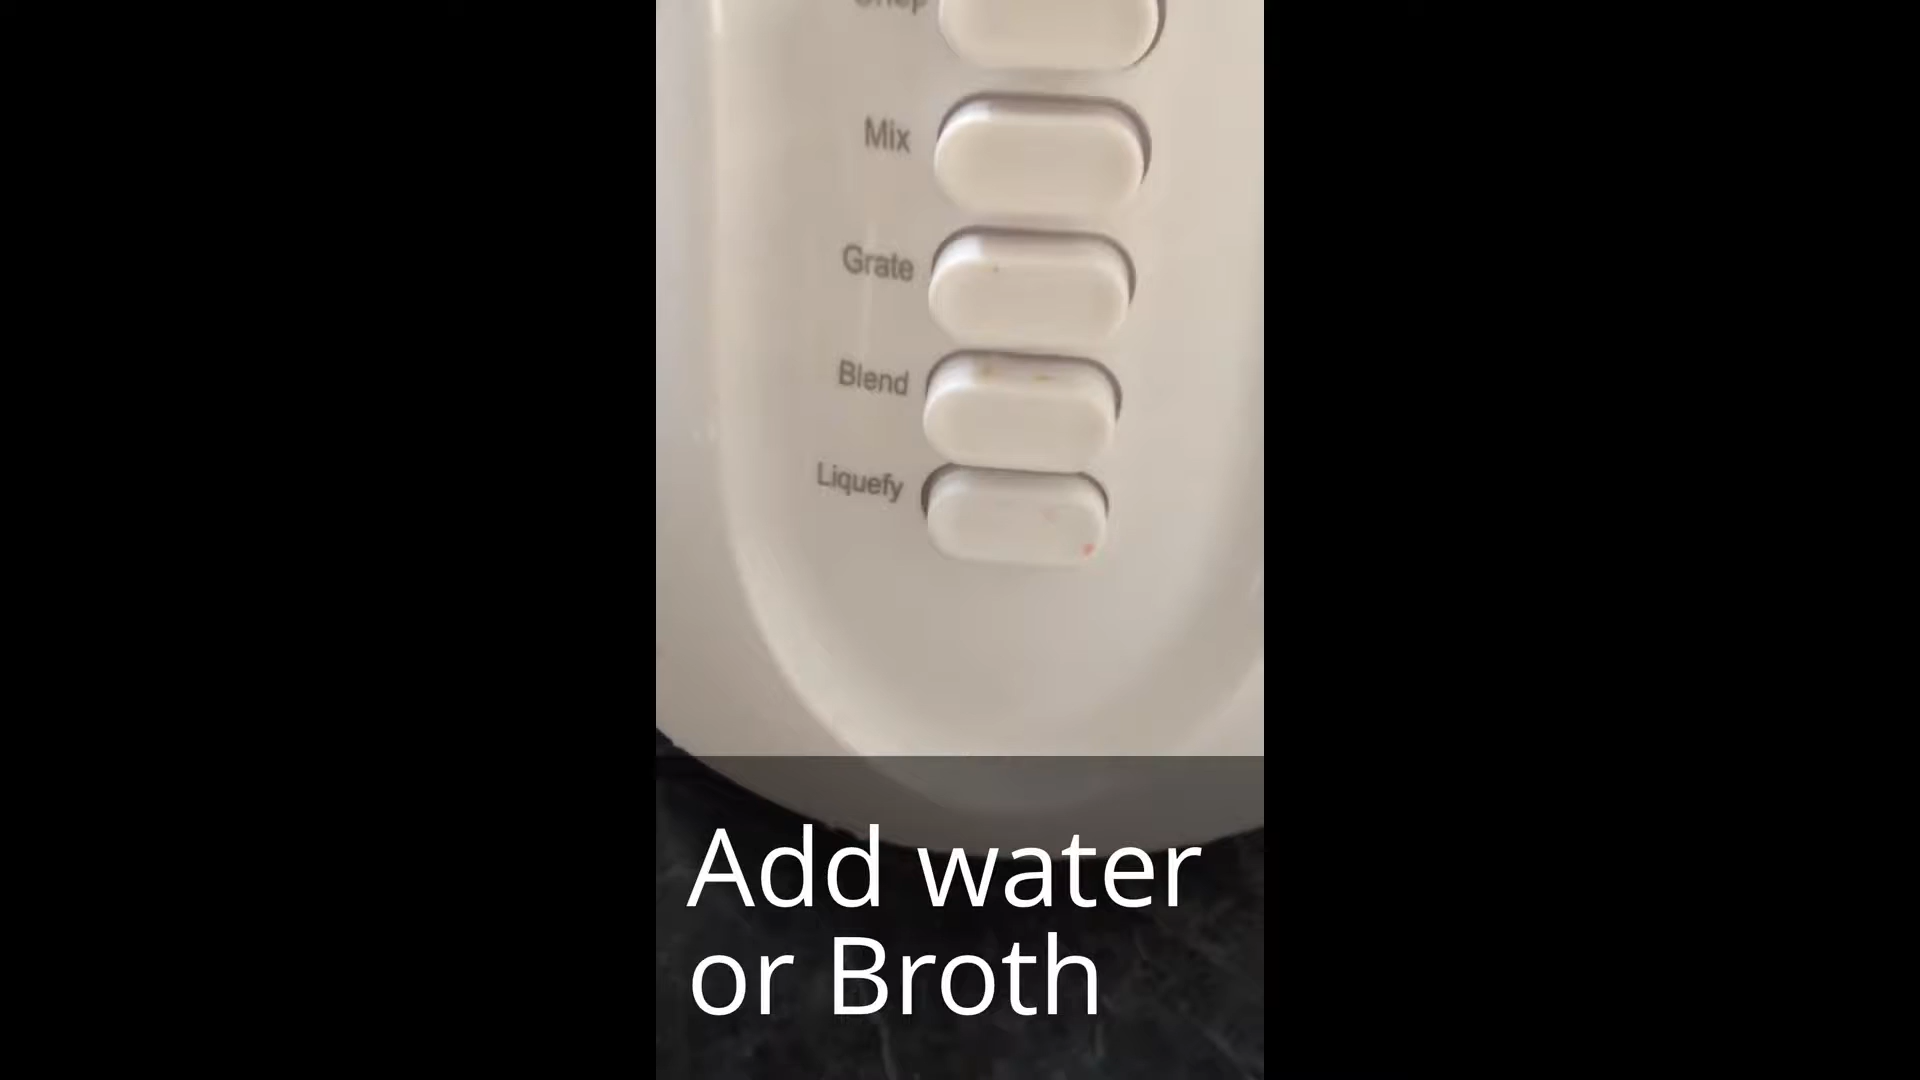 Mix
Grate
Blend
Liquefy
Add water
or Broth